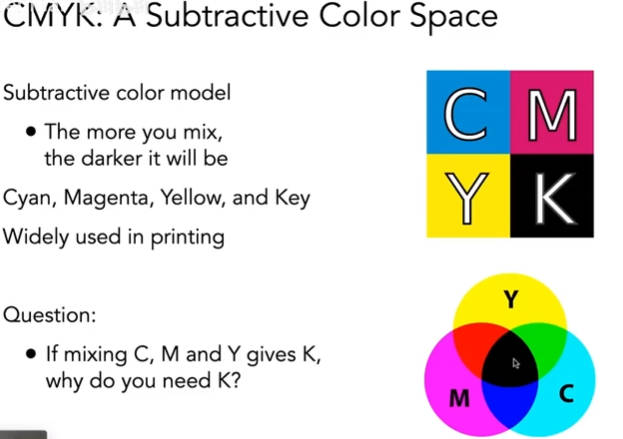 CMYK: A Subtractive Color Space
Subtractive color model
• The more you mix,
the darker it will be
Cyan, Magenta, Yellow, and Key
Widely used in printing
Question:
• If mixing C, M and Y gives K,
why do you need K?
C M
Y K
Y
M C